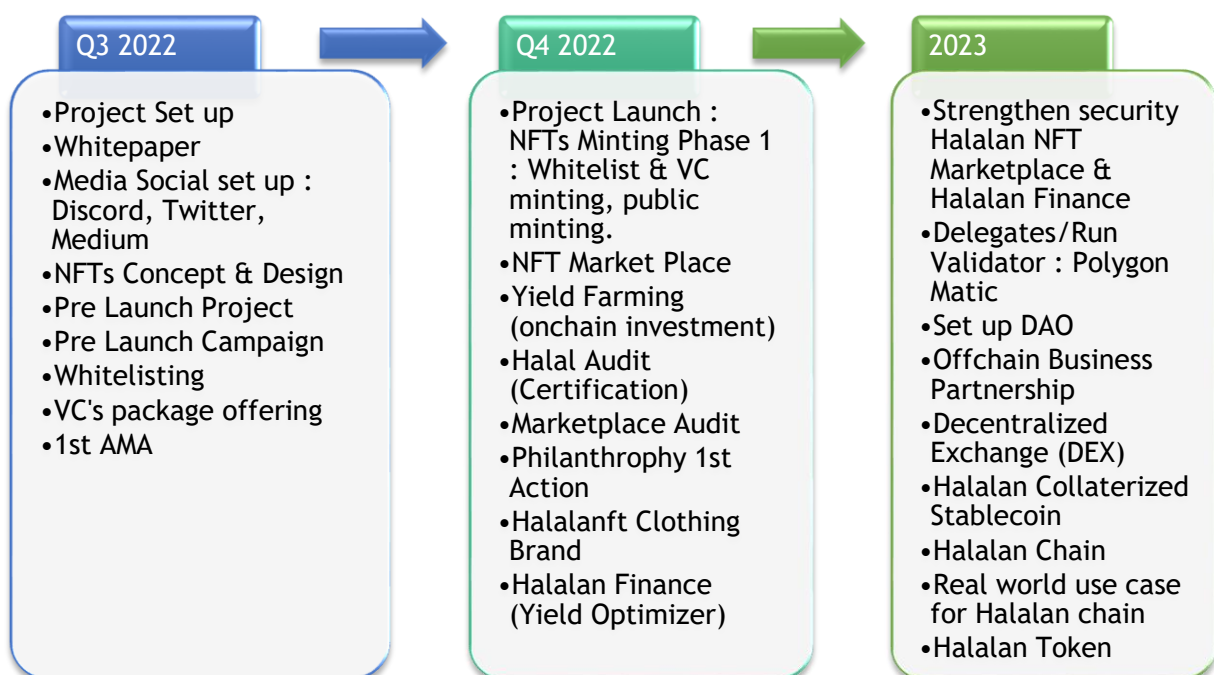 Q3 2022
•Project Set up
•Whitepaper
•Media Social set up :
Discord, Twitter,
Medium
•NFTs Concept & Design
•Pre Launch Project
•Pre Launch Campaign
•Whitelisting
•VC's package offering
•1st AMA
Q4 2022
•Project Launch :
NFTs Minting Phase 1
: Whitelist & VC
minting, public
minting.
•NFT Market Place
•Yield Farming
(onchain investment)
•Halal Audit
(Certification)
•Marketplace Audit
•Philanthrophy 1st
Action
•Halalanft Clothing
Brand
•Halalan Finance
(Yield Optimizer)
2023
•Strengthen security
Halalan NFT
Marketplace &
Halalan Finance
•Delegates/Run
Validator : Polygon
Matic
•Set up DAO
•Offchain Business
Partnership
•Decentralized
Exchange (DEX)
•Halalan Collaterized
Stablecoin
•Halalan Chain
•Real world use case
for Halalan chain
•Halalan Token